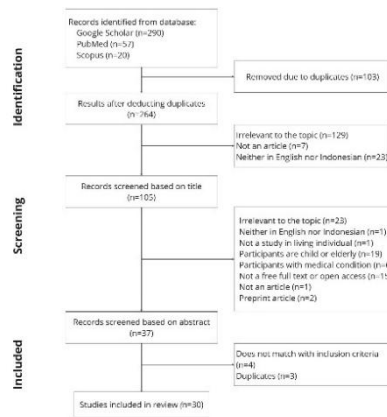 Identification
Records identified from database:
Google Scholar (n=290)
PubMed (n=57)
Scopus (n=20)
Removed due to duplicates (n=103)
Results after deducting duplicates
(n=264)
Irrelevant to the topic (n=129)
Not an article (n=7)
Neither in English nor Indonesian (n=23)
Screening
Records screened based on title
(n=105)
Irrelevant to the topic (n=23)
Neither in English nor Indonesian (n=1)
Not a study in living individual (n=1)
Participants are child or elderly (n=19)
Participants with medical condition
Not a free full text or open access
Not an article (n=1)
Preprint article (n=2)
Records screened based on abstract
(n=37)
Included
Does not match with inclusion criteria
(n=4)
Duplicates (n=3)
Studies included in review (n=30)